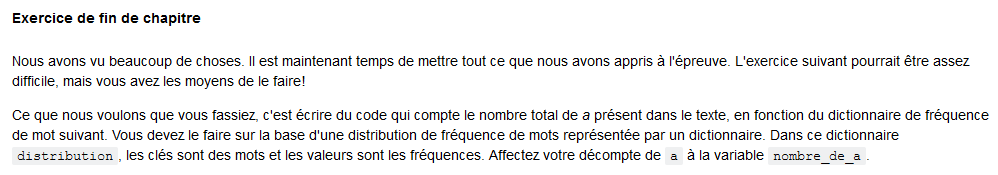 Exercice de fin de chapitre
Nous avons vu beaucoup de choses. Il est maintenant temps de mettre tout ce que nous avons appris à l'épreuve. L'exercice suivant pourrait être assez
difficile, mais vous avez les moyens de le faire!
Ce que nous voulons que vous fassiez, c'est écrire du code qui compte le nombre total de a présent dans le texte, en fonction du dictionnaire de fréquence
de mot suivant. Vous devez le faire sur la base d'une distribution de fréquence de mots représentée par un dictionnaire. Dans ce dictionnaire
distribution, les clés sont des mots et les valeurs sont les fréquences. Affectez votre décompte de a à la variable nombre_de_a.